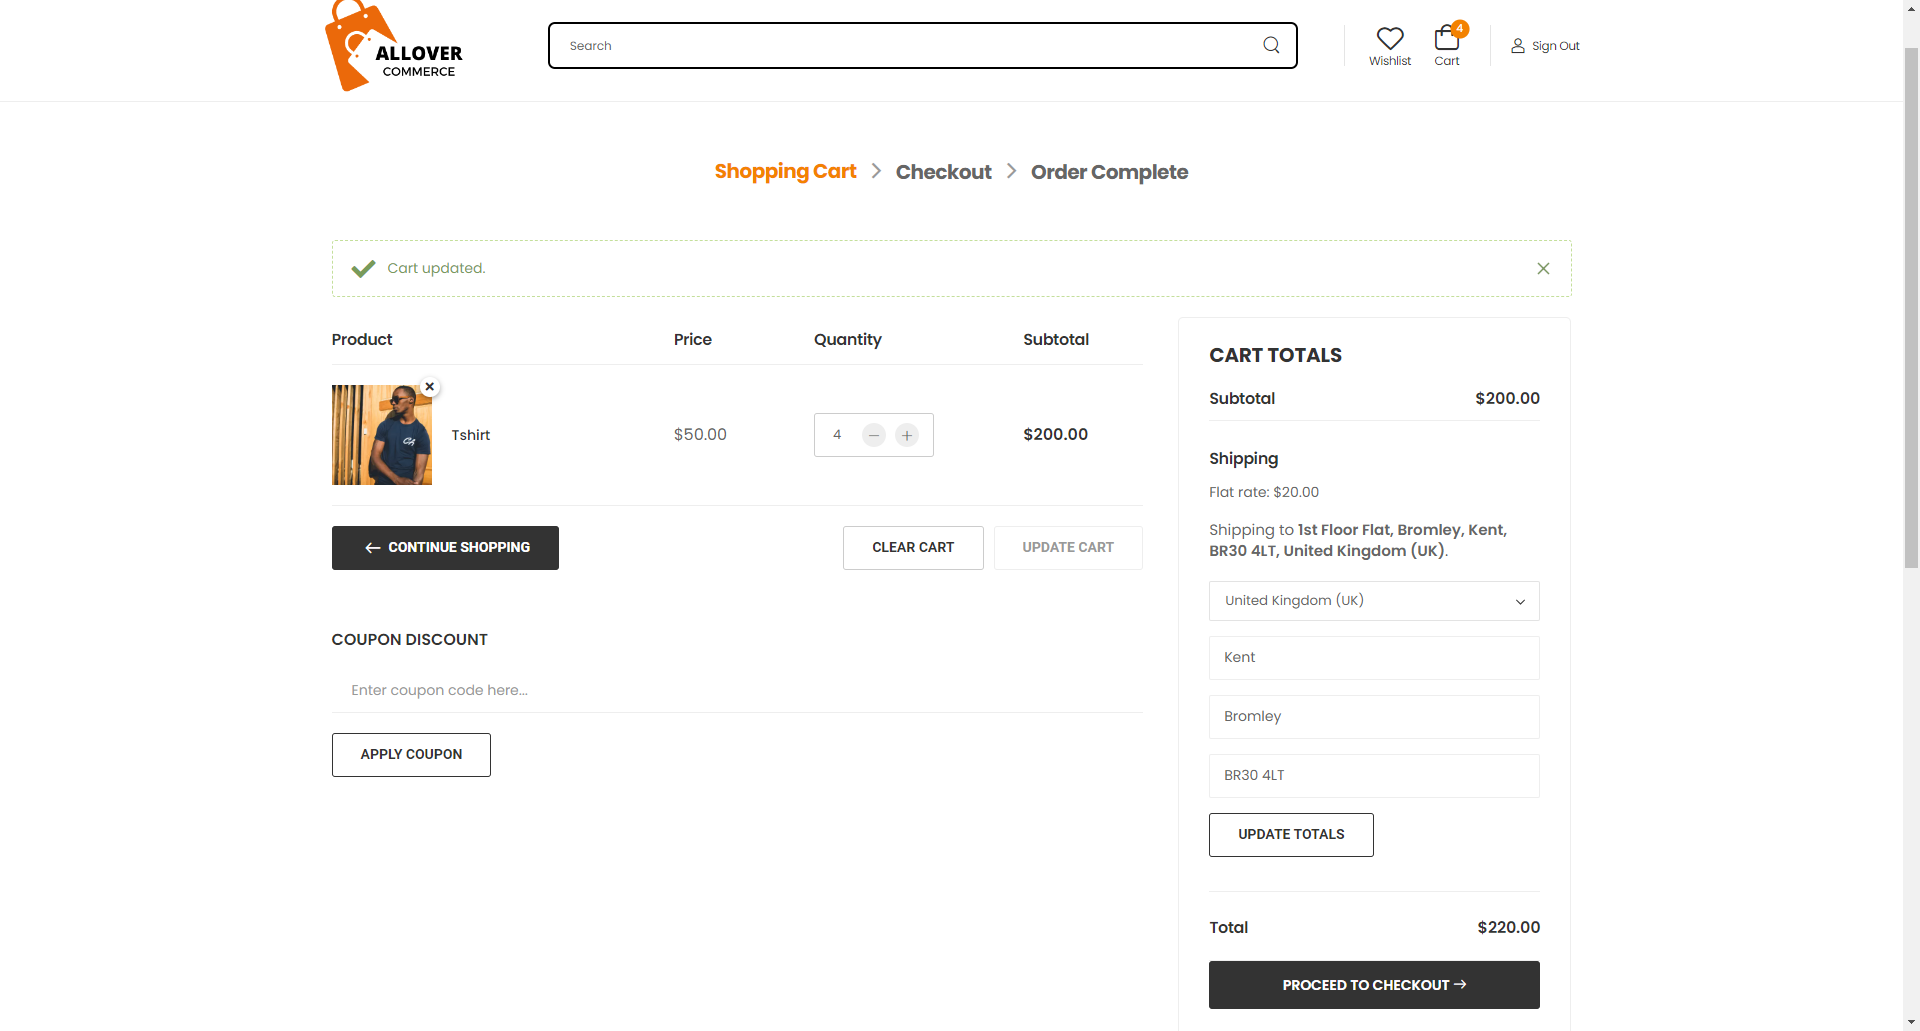 ALLOVER
COMMERCE
Search
Wishlist
4
Cart
Sign Out
Shopping Cart
Checkout
Order Complete
Cart updated.
Product Price Quantity Subtotal
Tshirt $50.00 4 $200.00
CONTINUE SHOPPING
CLEAR CART
UPDATE CART
COUPON DISCOUNT
Enter coupon code here...
APPLY COUPON
CART TOTALS
Subtotal $200.00
Shipping
Flat rate: $20.00
Shipping to 1st Floor Flat, Bromley, Kent,
BR30 4LT, United Kingdom (UK).
United Kingdom (UK)
Kent
Bromley
BR30 4LT
UPDATE TOTALS
Total $220.00
PROCEED TO CHECKOUT